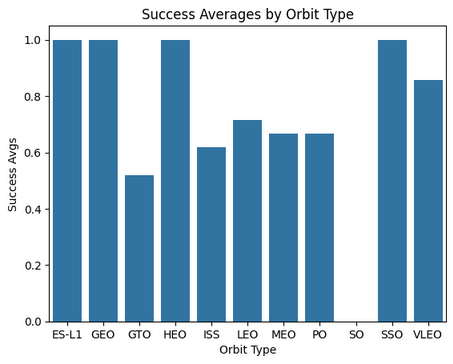 Success Averages by Orbit Type
1.0
0.8
0.6
0.4
0.2
0.0
Success Avgs
ES-L1 GEO GTO HEO ISS LEO MEO PO SO SSO VLEO
Orbit Type